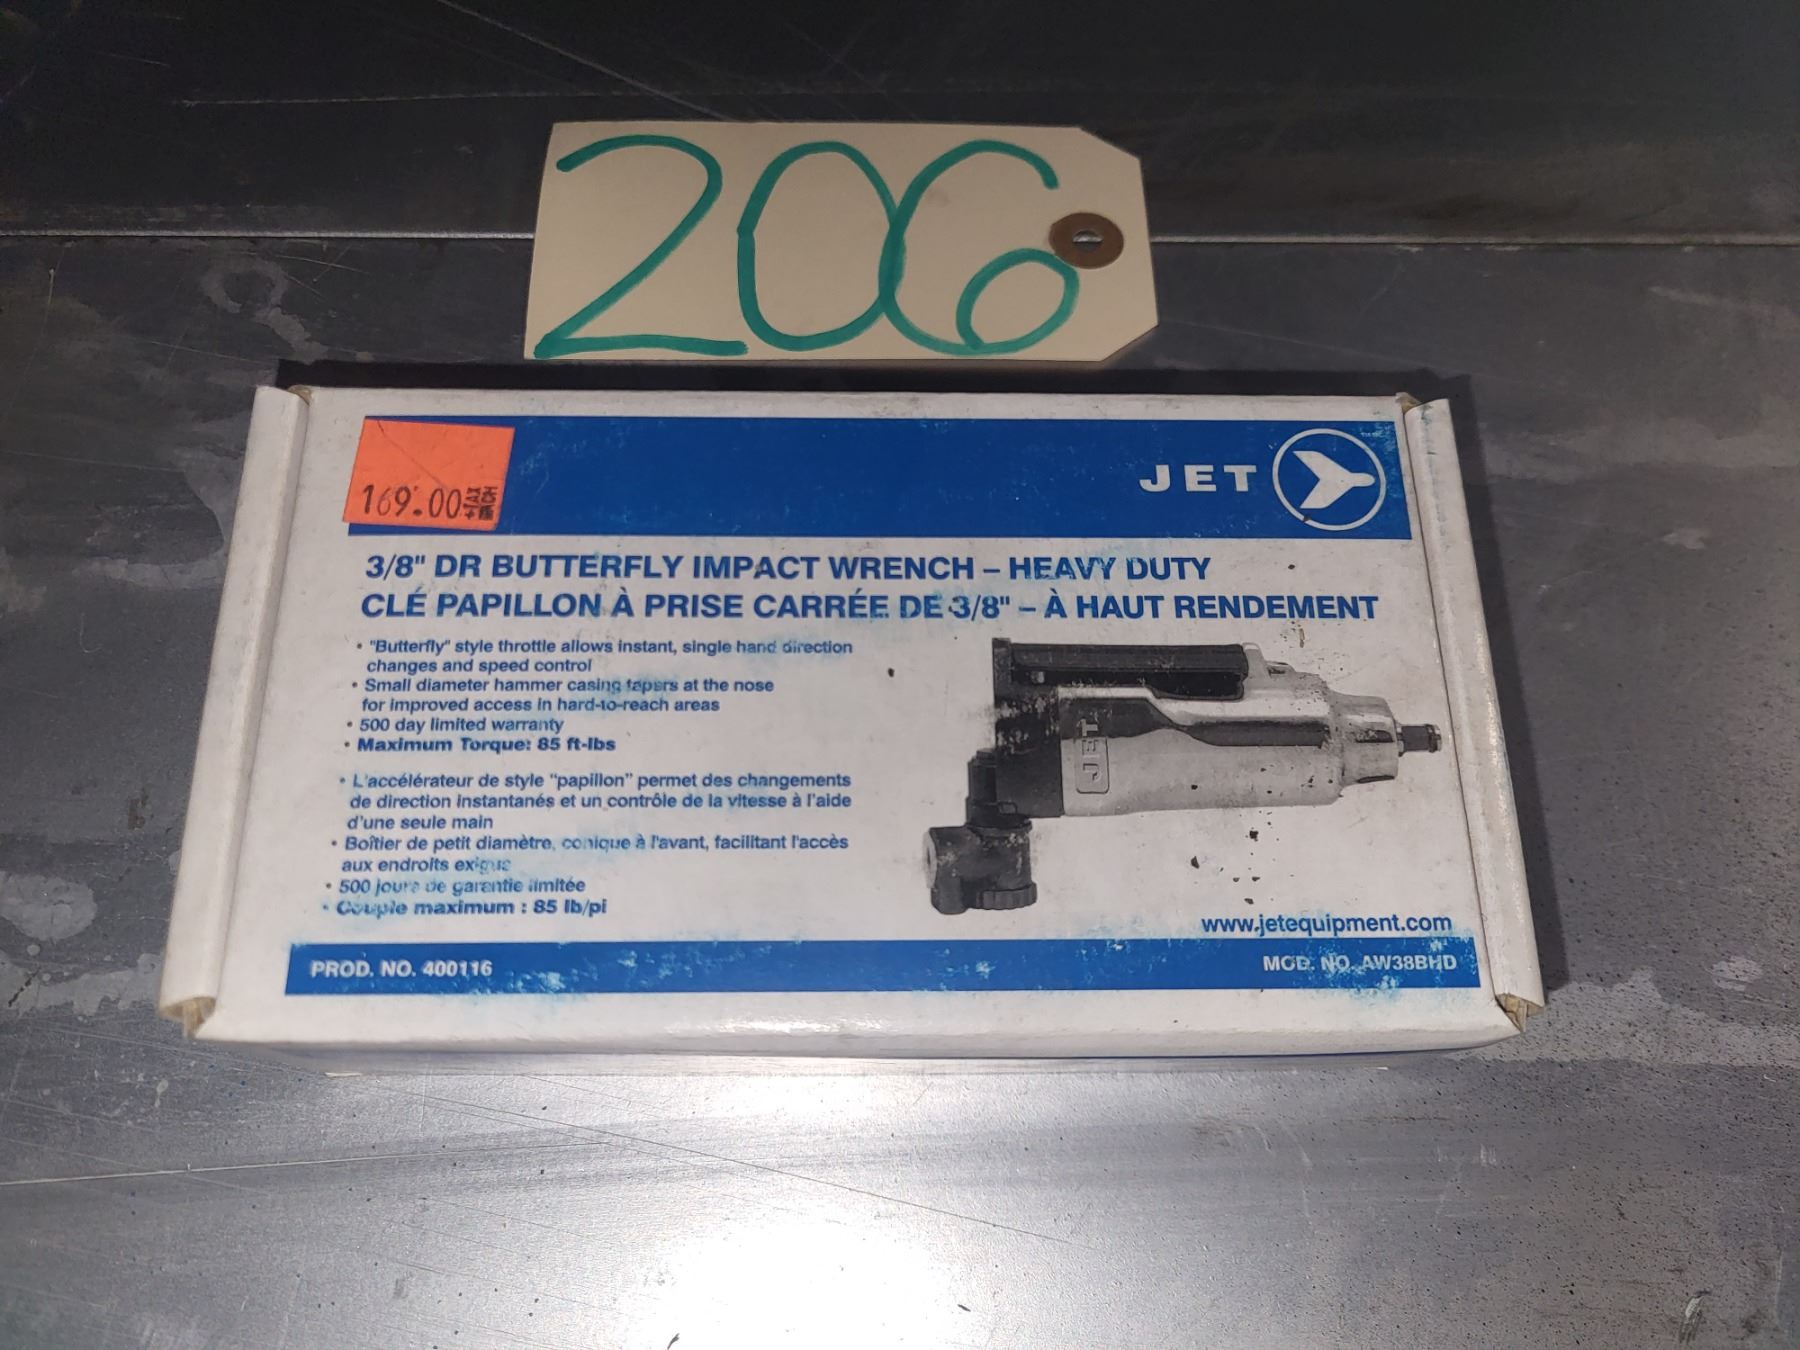 206
169.00 +TAX
EACH
JET
3/8" DR BUTTERFLY IMPACT WRENCH – HEAVY DUTY
CLÉ PAPILLON À PRISE CARRÉE DE 3/8" – À HAUT RENDEMENT
• "Butterfly" style throttle allows instant, single hand direction
changes and speed control
• Small diameter hammer casing tapers at the nose
for improved access in hard-to-reach areas
• 500 day limited warranty
• Maximum Torque: 85 ft-lbs
• L'accélérateur de style "papillon" permet des changements
de direction instantanés et un contrôle de la vitesse à l'aide
d'une seule main
• Boîtier de petit diamètre, conique à l'avant, facilitant l'accès
aux endroits exigus
• 500 jours de garantie limitée
• Couple maximum : 85 lb/pi
JET
www.jetequipment.com
PROD. NO. 400116
MOD. NO. AW38BHD